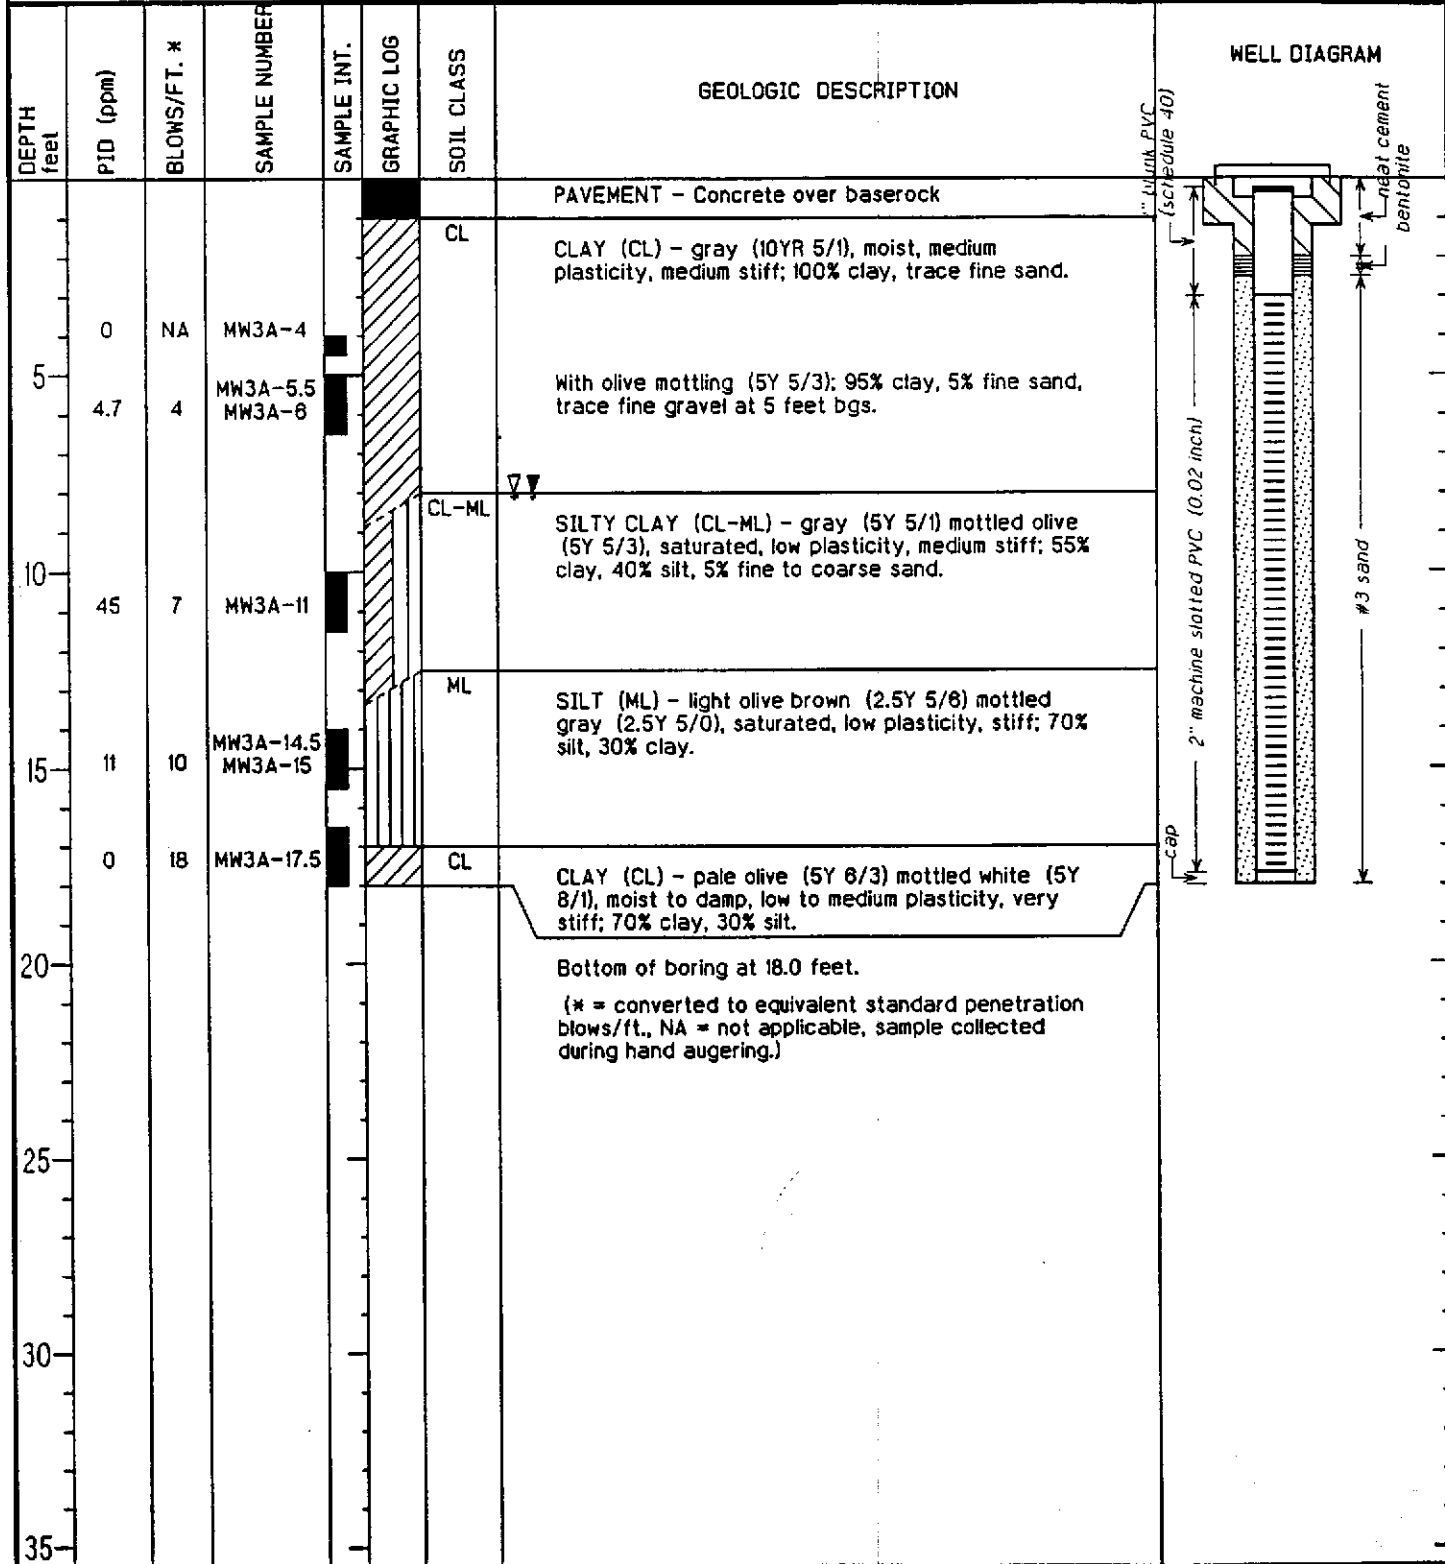 DEPTH
feet
PID (ppm)
BLOWS/FT. *
SAMPLE NUMBER
SAMPLE INT.
GRAPHIC LOG
SOIL CLASS
GEOLOGIC DESCRIPTION
WELL DIAGRAM
PVC
(schedule 40)
neat cement
bentonite
PAVEMENT - Concrete over baserock
CL
CLAY (CL) - gray (10YR 5/1), moist, medium
plasticity, medium stiff; 100% clay, trace fine sand.
0 NA MW3A-4
5
MW3A-5.5
4.7 4 MW3A-6
With olive mottling (5Y 5/3); 95% clay, 5% fine sand,
trace fine gravel at 5 feet bgs.
CL-ML
SILTY CLAY (CL-ML) - gray (5Y 5/1) mottled olive
(5Y 5/3), saturated, low plasticity, medium stiff; 55%
clay, 40% silt, 5% fine to coarse sand.
10
45 7 MW3A-11
2" machine slotted PVC (0.02 inch)
#3 sand
ML
SILT (ML) - light olive brown (2.5Y 5/6) mottled
gray (2.5Y 5/0), saturated, low plasticity, stiff; 70%
silt, 30% clay.
MW3A-14.5
15 11 10 MW3A-15
cap
0 18 MW3A-17.5
CL
CLAY (CL) - pale olive (5Y 6/3) mottled white (5Y
8/1), moist to damp, low to medium plasticity, very
stiff; 70% clay, 30% silt.
20
Bottom of boring at 18.0 feet.
(* = converted to equivalent standard penetration
blows/ft., NA = not applicable, sample collected
during hand augering.)
25
30
35